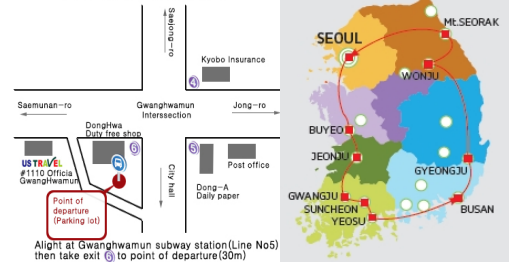 Saejong-ro
Kyobo Insurance
4
Saemunan-ro
Gwanghwamun
Interssection
Jong-ro
DongHwa
Duty free shop
6
5
US TRAVEL
#1110 Officia
GwangHwamun
Post office
City hall
Dong-A
Daily paper
Point of
departure
(Parking lot)
Alight at Gwanghwamun subway station(Line No5)
then take exit 6 to point of departure(30m)
Mt.SEORAK
SEOUL
WONJU
BUYEO
JEONJU
GYEONGJU
GWANGJU
SUNCHEON
YEOSU
BUSAN